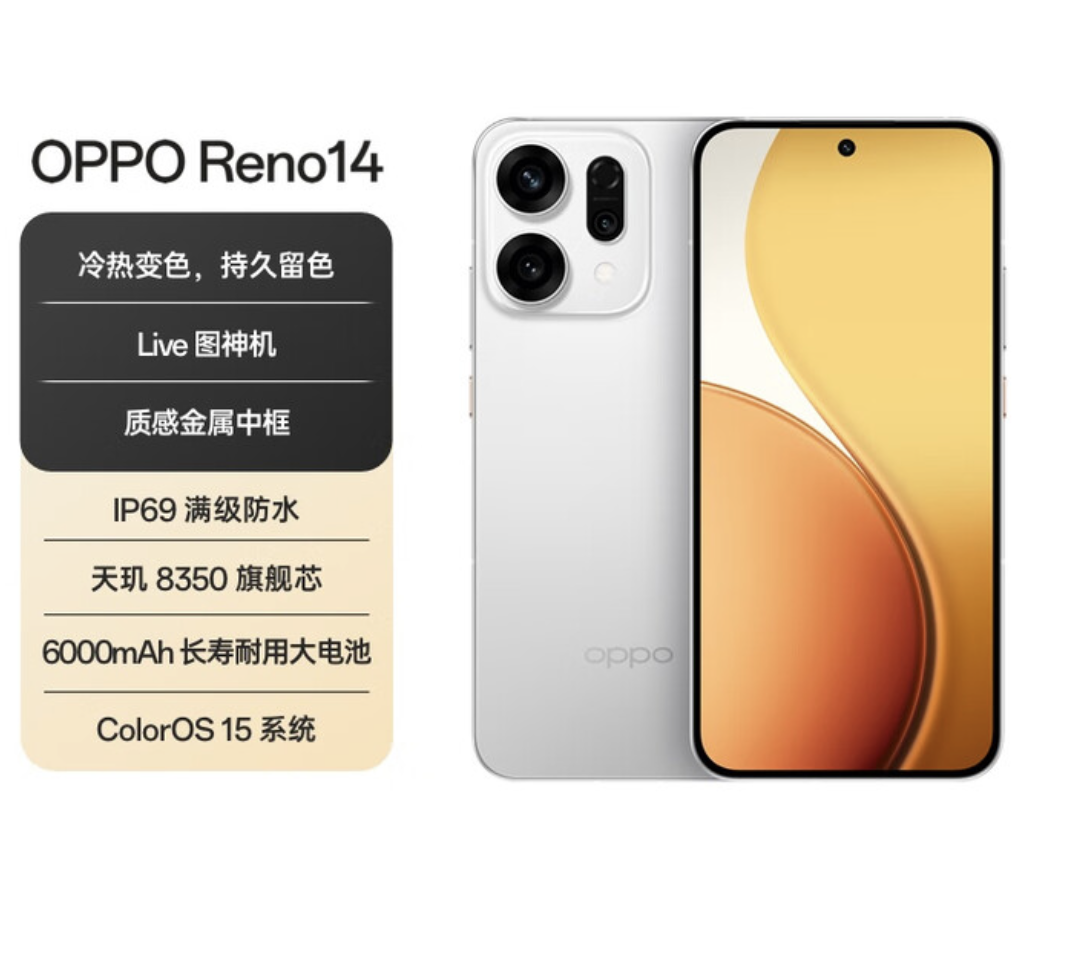 OPPO Reno14
冷热变色，持久留色
Live 图神机
质感金属中框
IP69 满级防水
天玑 8350 旗舰芯
6000mAh 长寿耐用大电池
ColorOS 15 系统
oppo